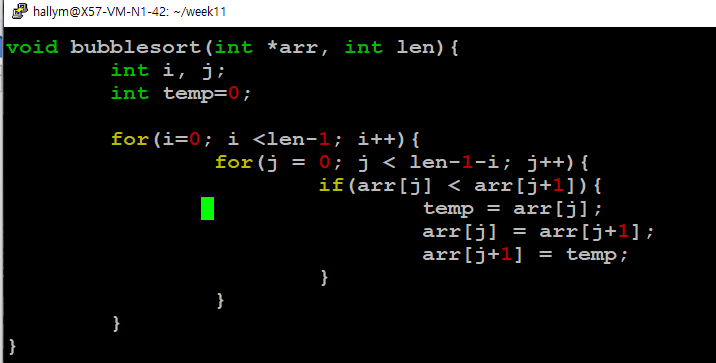 hallym@X57-VM-N1-42: ~/week11
void bubblesort(int *arr, int len){
int i, j;
int temp=0;
for(i=0; i <len-1; i++){
for(j = 0; j < len-1-i; j++){
if(arr[j] < arr[j+1]){
temp = arr[j];
arr[j] = arr[j+1];
arr[j+1] = temp;
}
}
}
}